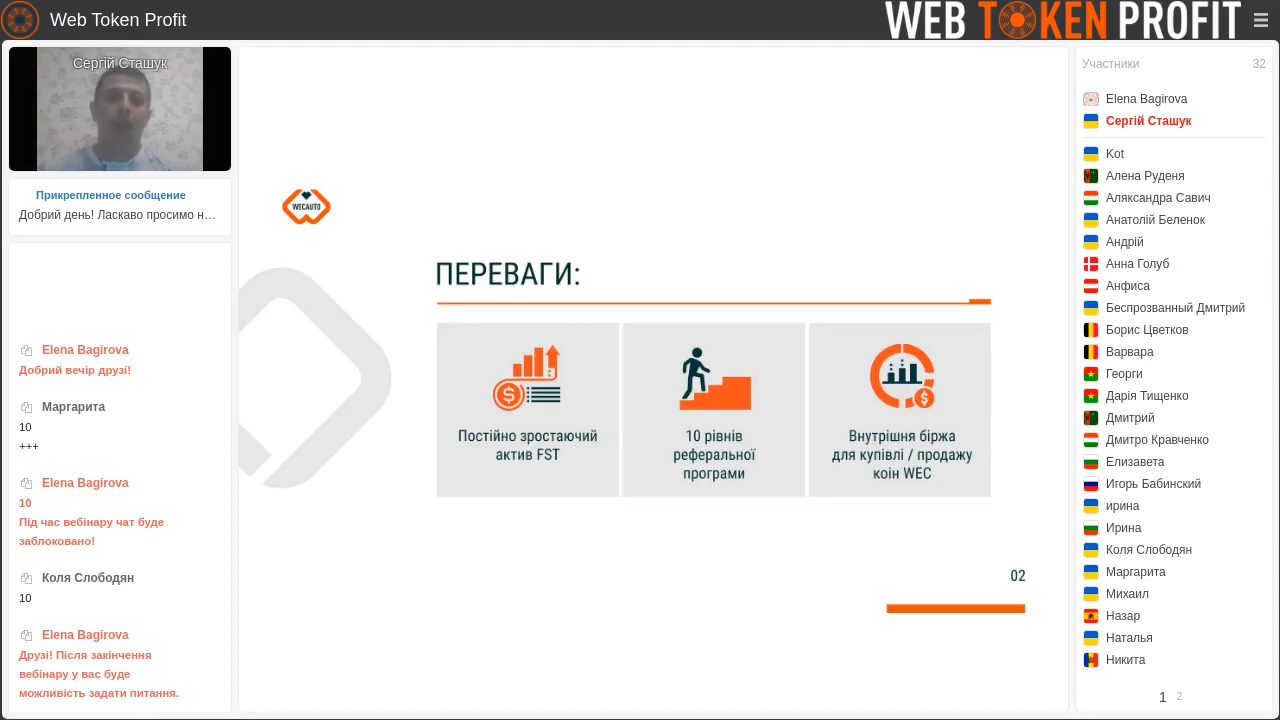 Web Token Profit
WEB TOKEN PROFIT
Сергій Сташук
Прикрепленное сообщение
Добрий день! Ласкаво просимо н…
Elena Bagirova
Добрий вечір друзі!
Маргарита
10
+++
Elena Bagirova
10
Під час вебінару чат буде
заблоковано!
Коля Слободян
10
Elena Bagirova
Друзі! Після закінчення
вебінару у вас буде
можливість задати питання.
WECAUTO
ПЕРЕВАГИ:
Постійно зростаючий
актив FST
10 рівнів
реферальної
програми
Внутрішня біржа
для купівлі / продажу
коін WEC
02
Участники 32
Elena Bagirova
Сергій Сташук
Kot
Алена Руденя
Аляксандра Савич
Анатолій Беленок
Андрій
Анна Голуб
Анфиса
Беспрозванный Дмитрий
Борис Цветков
Варвара
Георги
Дарія Тищенко
Дмитрий
Дмитро Кравченко
Елизавета
Игорь Бабинский
ирина
Ирина
Коля Слободян
Маргарита
Михаил
Назар
Наталья
Никита
1 2